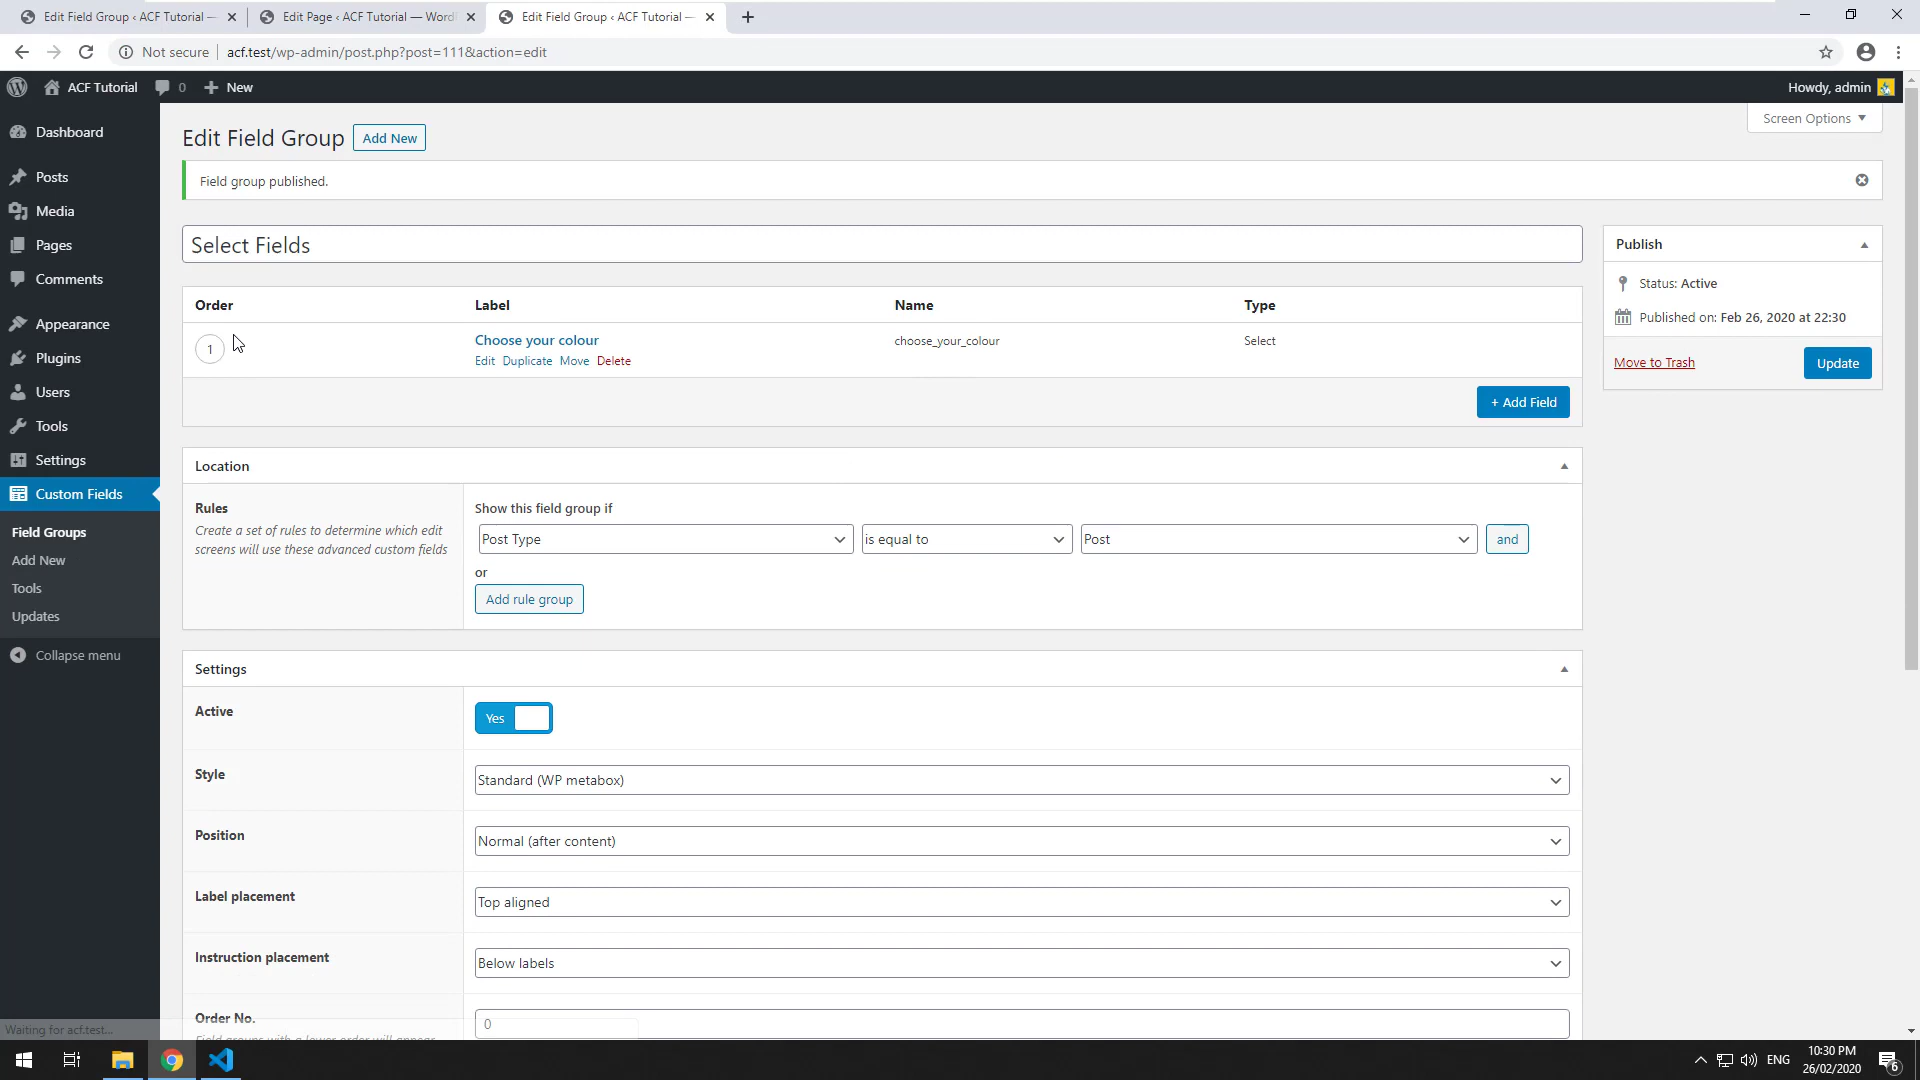 Edit Field Group ‹ ACF Tutorial —
Edit Page ‹ ACF Tutorial — Word
Edit Field Group ‹ ACF Tutorial —
Not secure
acf.test/wp-admin/post.php?post=111&action=edit
ACF Tutorial
0
New
Howdy, admin
Screen Options
Dashboard
Posts
Media
Pages
Comments
Appearance
Plugins
Users
Tools
Settings
Custom Fields
Field Groups
Add New
Tools
Updates
Collapse menu
Edit Field Group
Add New
Field group published.
Select Fields
Order
Label
Name
Type
1
Choose your colour
choose_your_colour
Select
Edit
Duplicate
Move
Delete
+ Add Field
Publish
Status: Active
Published on: Feb 26, 2020 at 22:30
Move to Trash
Update
Location
Rules
Create a set of rules to determine which edit
screens will use these advanced custom fields
Show this field group if
Post Type
is equal to
Post
and
or
Add rule group
Settings
Active
Yes
Style
Standard (WP metabox)
Position
Normal (after content)
Label placement
Top aligned
Instruction placement
Below labels
Order No.
0
Field groups with a lower order will appear
Waiting for acf.test...
ENG
10:30 PM
26/02/2020
6